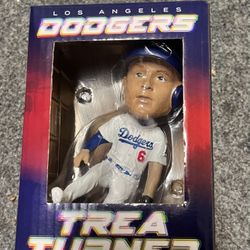 LOS ANGELES
DODGERS
Dodgers
6
TREA
TURNER